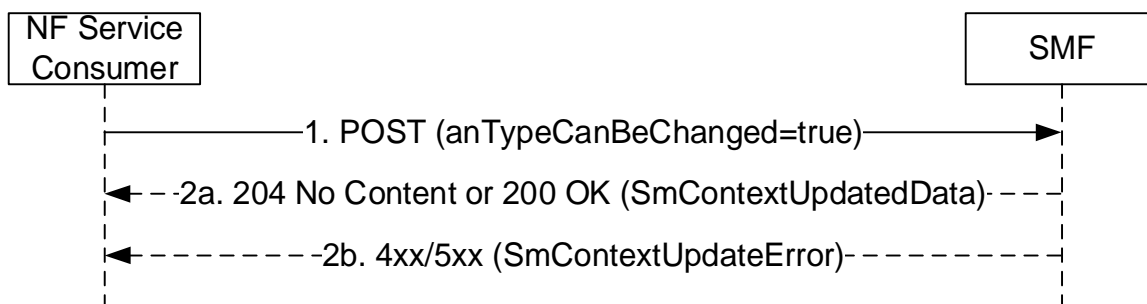 NF Service
Consumer
SMF
1. POST (anTypeCanBeChanged=true)
2a. 204 No Content or 200 OK (SmContextUpdatedData)
2b. 4xx/5xx (SmContextUpdateError)